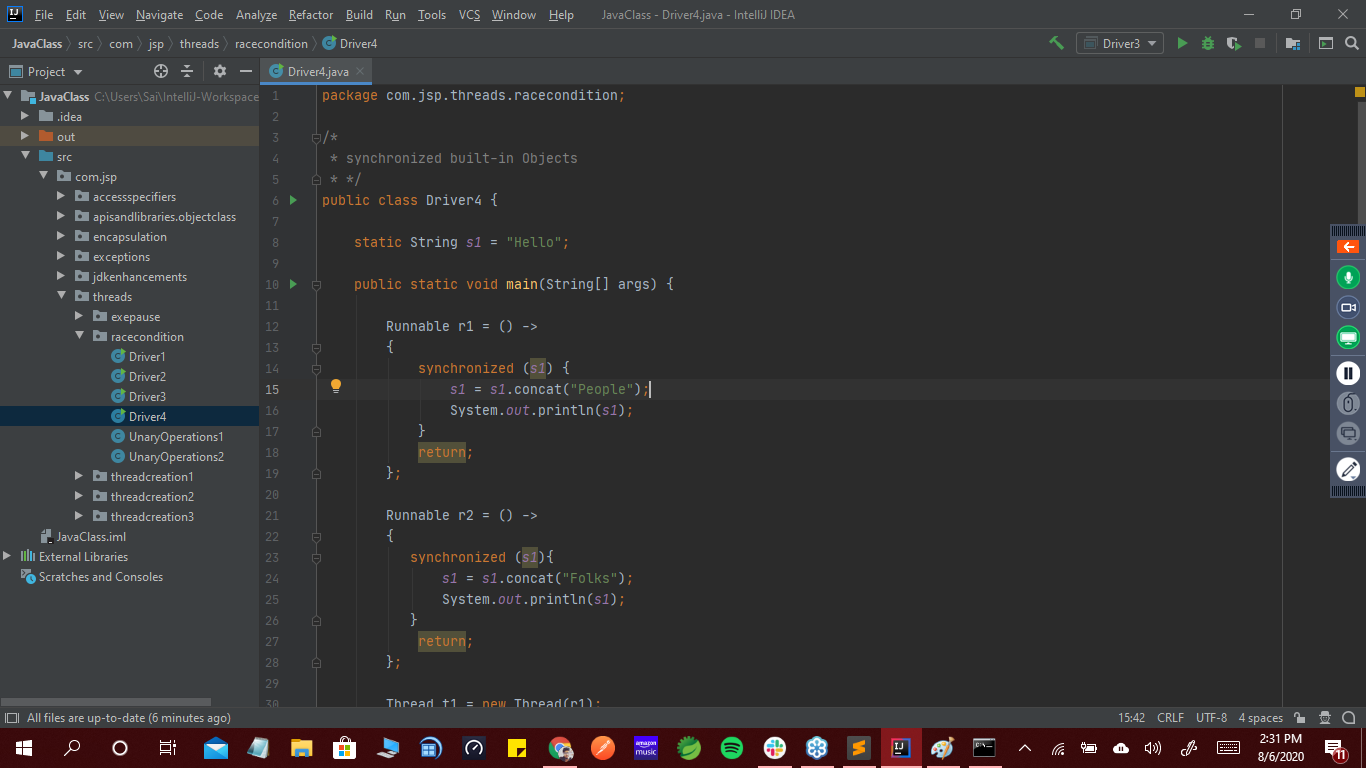 File Edit View Navigate Code Analyze Refactor Build Run Tools VCS Window Help JavaClass - Driver4.java - IntelliJ IDEA
JavaClass src com jsp threads racecondition Driver4 Driver3
Project
Driver4.java
JavaClass C:\Users\Sai\IntelliJ-Workspace
.idea
out
src
com.jsp
accessspecifiers
apisandlibraries.objectclass
encapsulation
exceptions
jdkenhancements
threads
exepause
racecondition
Driver1
Driver2
Driver3
Driver4
UnaryOperations1
UnaryOperations2
threadcreation1
threadcreation2
threadcreation3
JavaClass.iml
External Libraries
Scratches and Consoles
1 package com.jsp.threads.racecondition;
2
3 /*
4 * synchronized built-in Objects
5 * */
6 public class Driver4 {
7
8 static String s1 = "Hello";
9
10 public static void main(String[] args) {
11
12 Runnable r1 = () ->
13 {
14 synchronized (s1) {
15 s1 = s1.concat("People");
16 System.out.println(s1);
17 }
18 return;
19 };
20
21 Runnable r2 = () ->
22 {
23 synchronized (s1){
24 s1 = s1.concat("Folks");
25 System.out.println(s1);
26 }
27 return;
28 };
29
30 Thread t1 = new Thread(r1);
All files are up-to-date (6 minutes ago) 15:42 CRLF UTF-8 4 spaces
amazon music
2:31 PM
8/6/2020
11